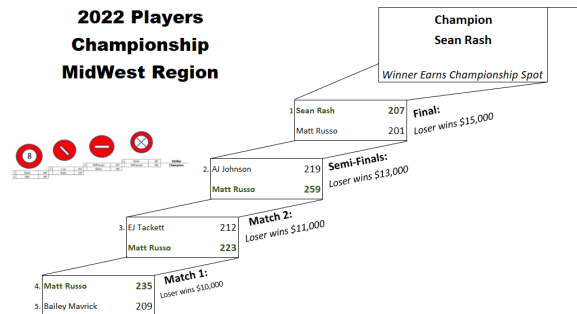 2022 Players
Championship
MidWest Region
Champion
Sean Rash
Winner Earns Championship Spot
1 Sean Rash 207
Matt Russo 201
Final:
Loser wins $15,000
2. AJ Johnson 219
Matt Russo 259
Semi-Finals:
Loser wins $13,000
3. EJ Tackett 212
Matt Russo 223
Match 2:
Loser wins $11,000
4. Matt Russo 235
5. Bailey Mavrick 209
Match 1:
Loser wins $10,000
8